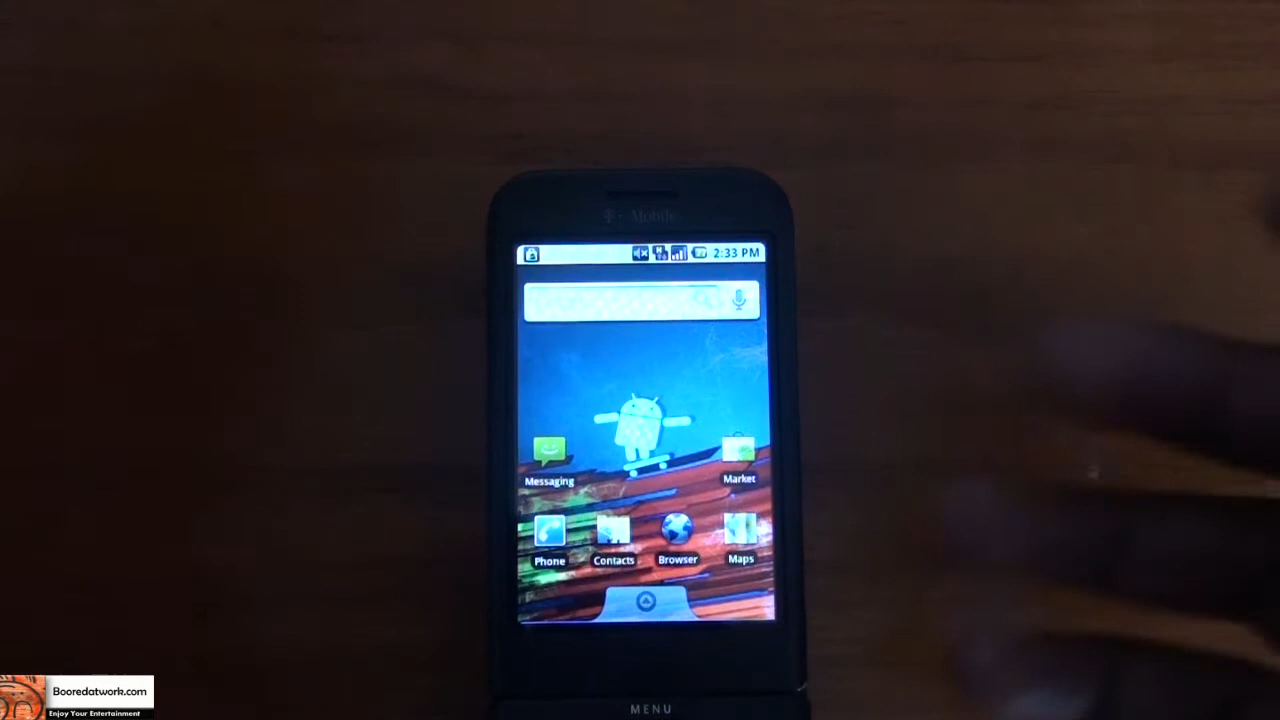 T-Mobile
2:33 PM
Messaging
Market
Phone Contacts Browser Maps
MENU
Booredatwork.com
Enjoy Your Entertainment